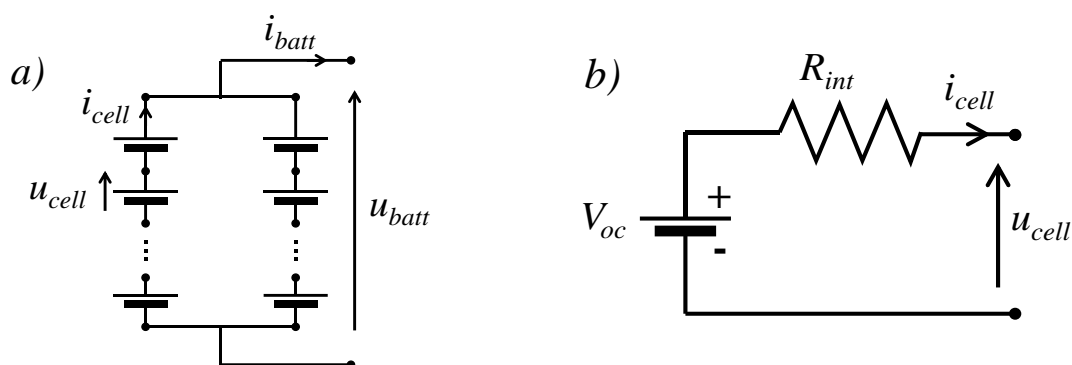 a)
i_batt
i_cell
u_cell
u_batt
b)
R_int
i_cell
V_oc
+
-
u_cell